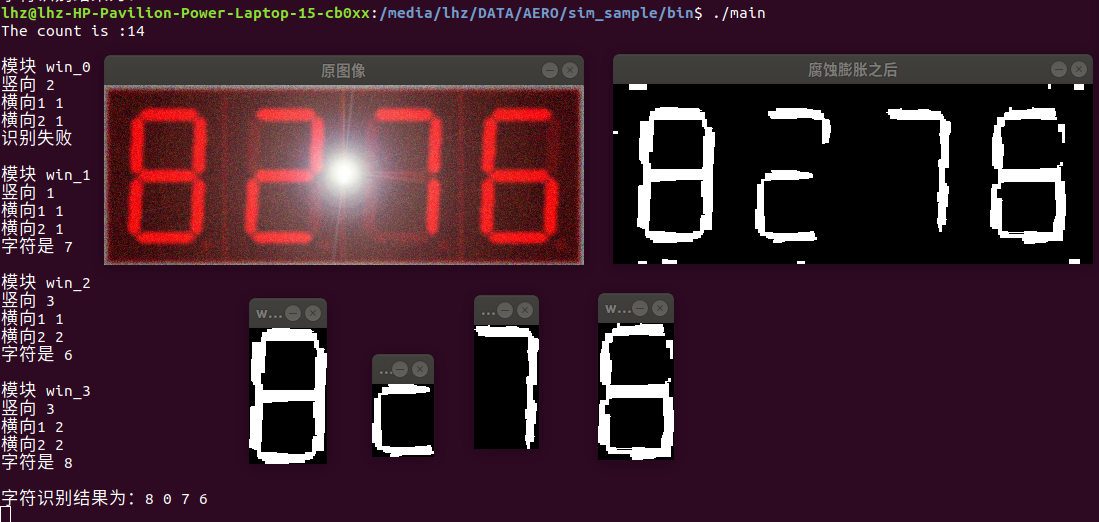 lhz@lhz-HP-Pavilion-Power-Laptop-15-cb0xx:/media/lhz/DATA/AERO/sim_sample/bin$ ./main
The count is :14
模块 win_0
竖向 2
横向1 1
横向2 1
识别失败
模块 win_1
竖向 1
横向1 1
横向2 1
字符是 7
模块 win_2
竖向 3
横向1 1
横向2 2
字符是 6
模块 win_3
竖向 3
横向1 2
横向2 2
字符是 8
字符识别结果为：8 0 7 6
原图像
8276
腐蚀膨胀之后
8 7 6
w...
...
...
w...
8 7 6